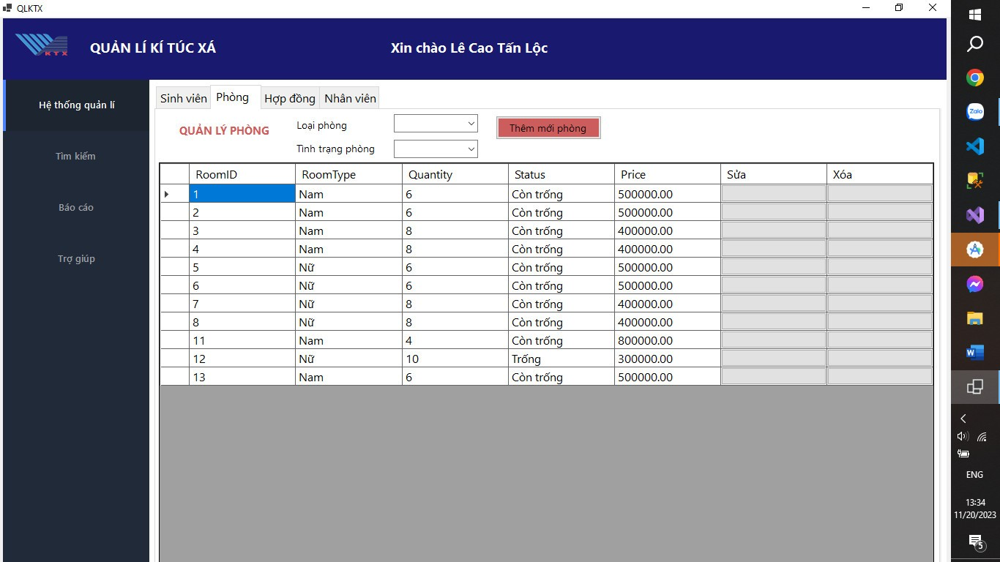 QLKTX
KTX
QUẢN LÍ KÍ TÚC XÁ
Xin chào Lê Cao Tấn Lộc
Hệ thống quản lí
Tìm kiếm
Báo cáo
Trợ giúp
Sinh viên Phòng Hợp đồng Nhân viên
QUẢN LÝ PHÒNG
Loại phòng
Thêm mới phòng
Tình trạng phòng
RoomID RoomType Quantity Status Price Sửa Xóa
1 Nam 6 Còn trống 500000.00
2 Nam 6 Còn trống 500000.00
3 Nam 8 Còn trống 400000.00
4 Nam 8 Còn trống 400000.00
5 Nữ 6 Còn trống 500000.00
6 Nữ 6 Còn trống 500000.00
7 Nữ 8 Còn trống 400000.00
8 Nữ 8 Còn trống 400000.00
11 Nam 4 Còn trống 800000.00
12 Nữ 10 Trống 300000.00
13 Nam 6 Còn trống 500000.00
Zalo
W
ENG
13:34
11/20/2023
5